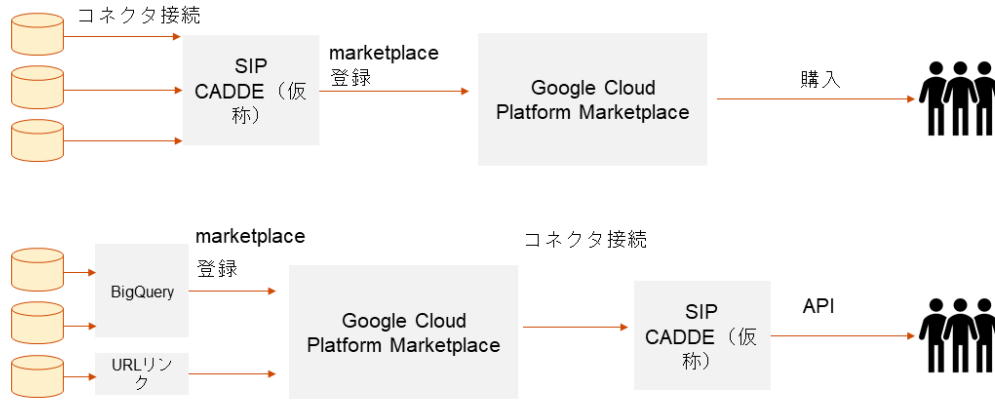 コネクタ接続
SIP
CADDE（仮
称）
marketplace
登録
Google Cloud
Platform Marketplace
購入
BigQuery
URLリン
ク
marketplace
登録
Google Cloud
Platform Marketplace
コネクタ接続
SIP
CADDE（仮
称）
API